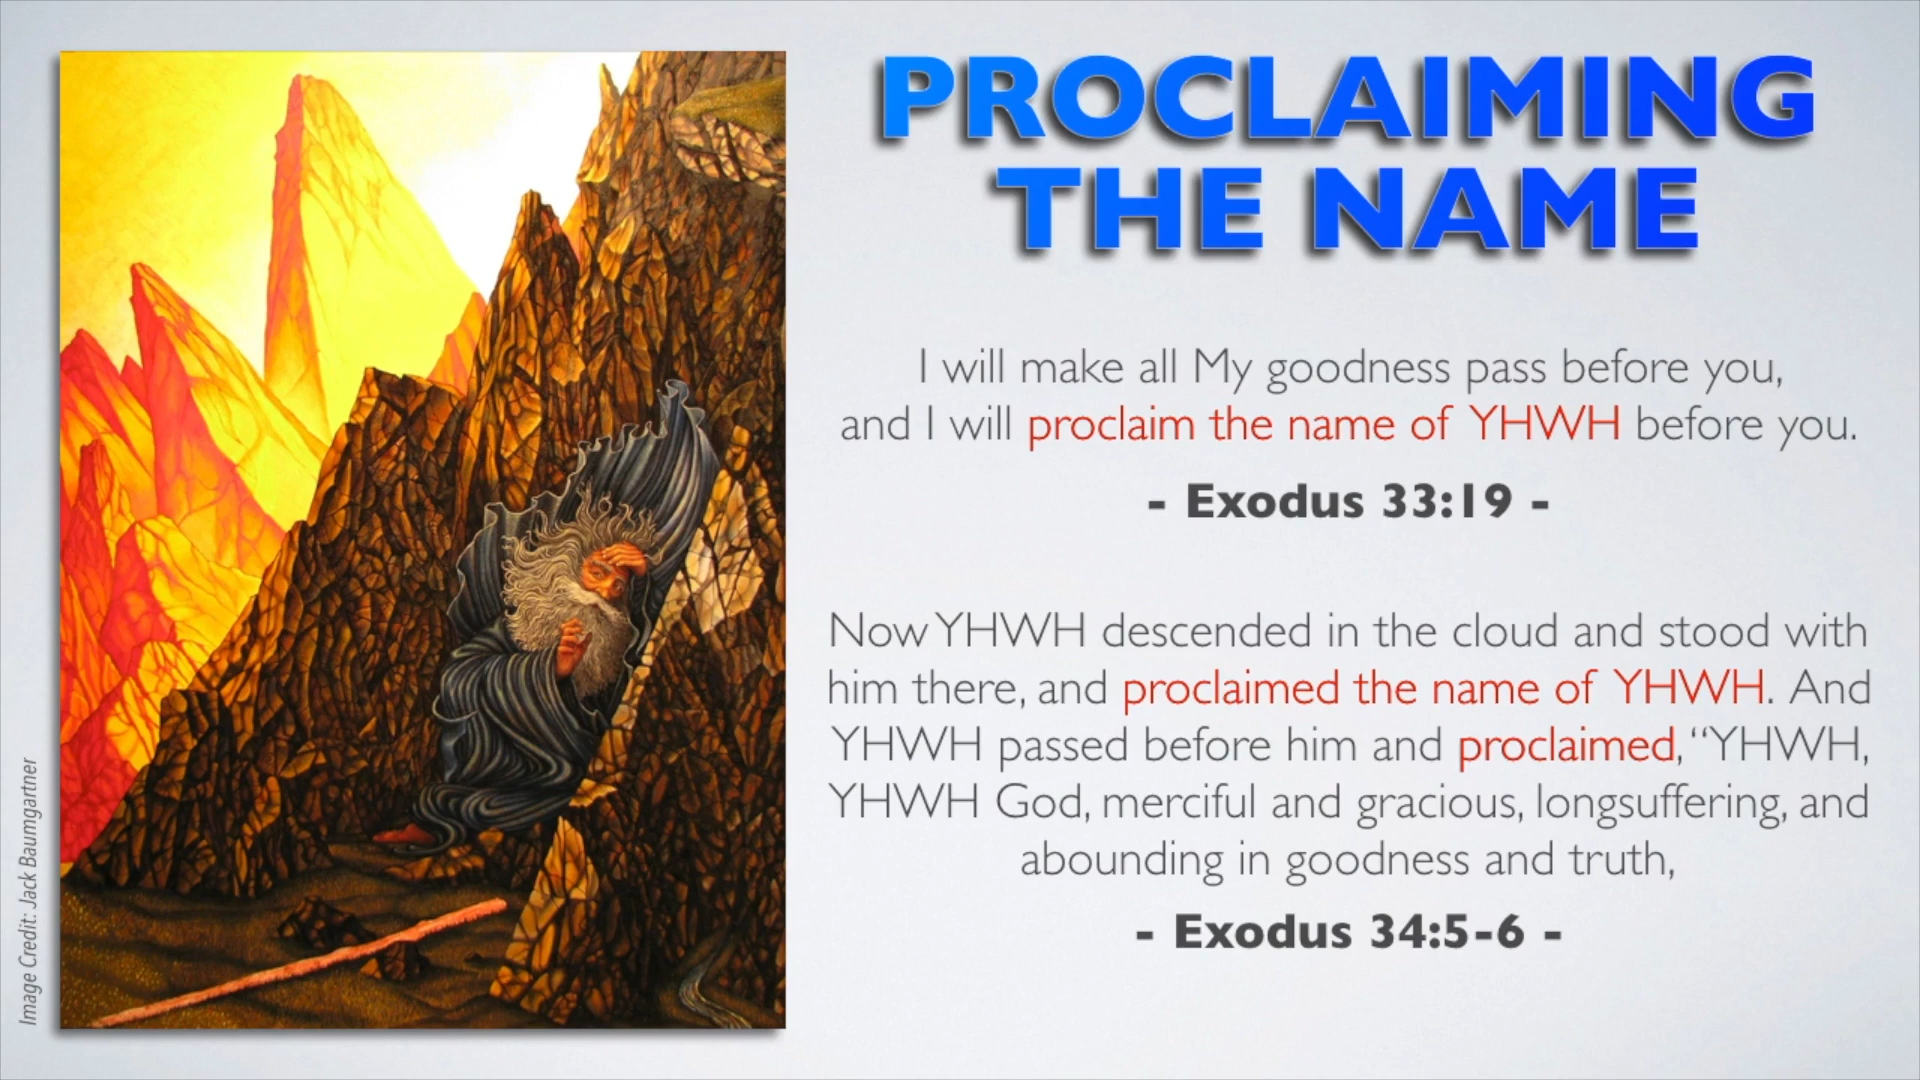 PROCLAIMING
THE NAME
I will make all My goodness pass before you,
and I will proclaim the name of YHWH before you.
- Exodus 33:19 -
Now YHWH descended in the cloud and stood with
him there, and proclaimed the name of YHWH. And
YHWH passed before him and proclaimed, “YHWH,
YHWH God, merciful and gracious, longsuffering, and
abounding in goodness and truth,
- Exodus 34:5-6 -
Image Credit: Jack Baumgartner